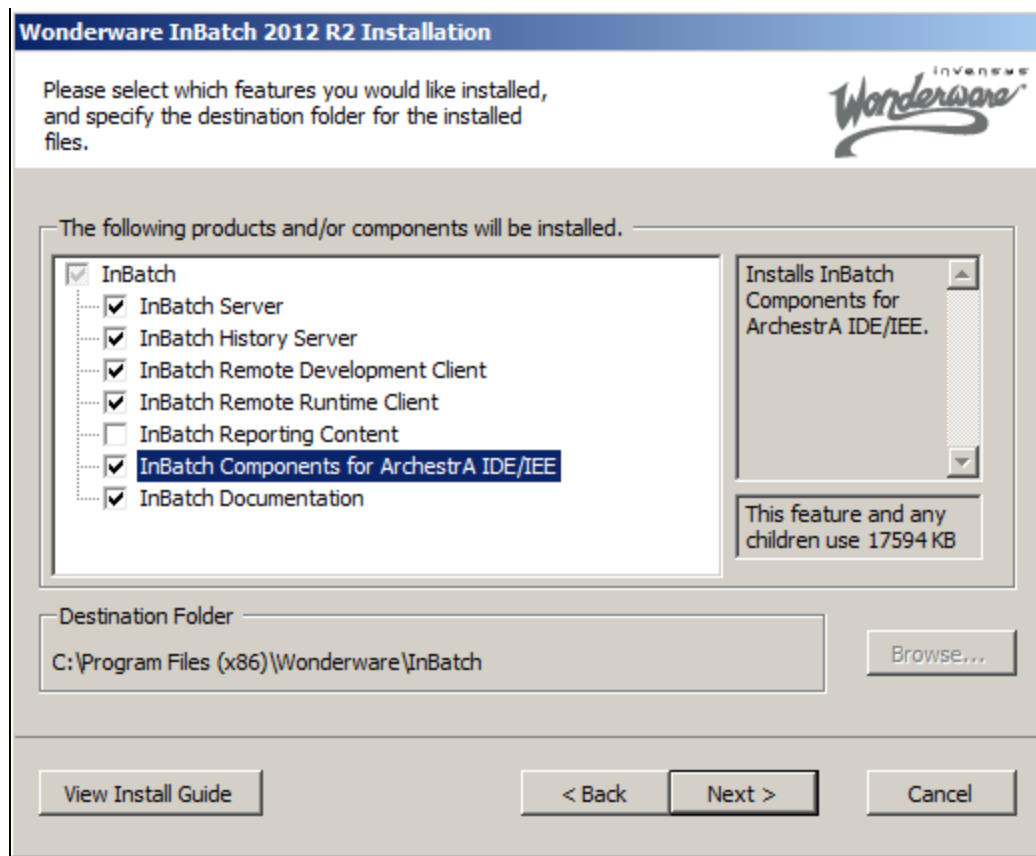 Wonderware InBatch 2012 R2 Installation
Please select which features you would like installed,
and specify the destination folder for the installed
files.
invensys
Wonderware
The following products and/or components will be installed.
InBatch
InBatch Server
InBatch History Server
InBatch Remote Development Client
InBatch Remote Runtime Client
InBatch Reporting Content
InBatch Components for ArchestrA IDE/IEE
InBatch Documentation
Installs InBatch
Components for
ArchestrA IDE/IEE.
This feature and any
children use 17594 KB
Destination Folder
C:\Program Files (x86)\Wonderware\InBatch
Browse...
View Install Guide
< Back
Next >
Cancel